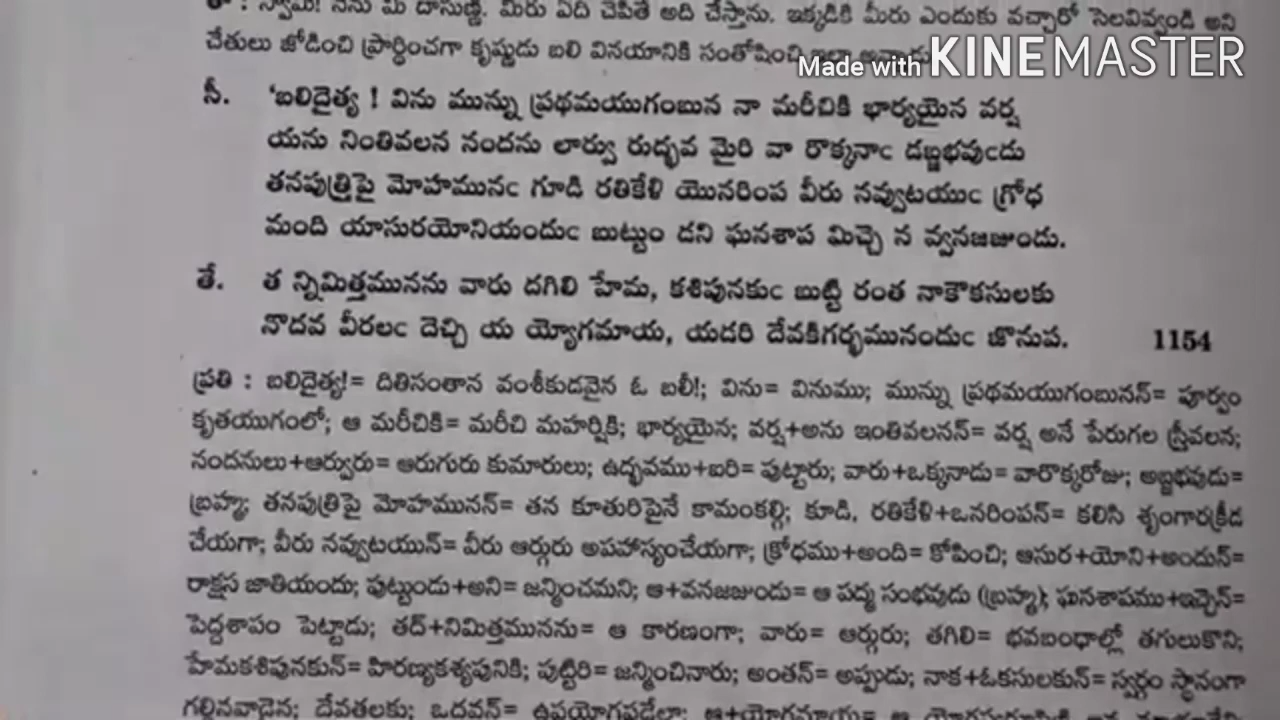 తా : స్వామీ! నేను మీ దాసుణ్ణి. మీరు ఏది చెపితే అది చేస్తాను. ఇక్కడికి మీరు ఎందుకు వచ్చారో సెలవివ్వండి అని
చేతులు జోడించి ప్రార్థించగా కృష్ణుడు బలి వినయానికి సంతోషించి
Made with KINEMASTER
సీ. 'బలిదైత్య ! విను మున్ను ప్రథమయుగంబున నా మరీచికి భార్యయైన వర్ష
యను నింతివలన నందను లార్వు రుద్భవ మైరి వా రొక్కనాఁ డబ్జభవుఁడు
తనపుత్రిపై మోహమునఁ గూడి రతికేళి యొనరింప వీరు నవ్వుటయుఁ గ్రోధ
మంది యాసురయోనియందుఁ బుట్టుం డని ఘనశాప మిచ్చె న వ్వనజజుండు.
తే. త న్నిమిత్తమునను వారు దగిలి హేమ, కశిపునకుఁ బుట్టి రంత నాకౌకసులకు
నొదవ వీరలఁ దెచ్చి య య్యోగమాయ, యదరి దేవకిగర్భమునందుఁ జొనుప. 1154
ప్రతి : బలిదైత్య!= దితిసంతాన వంశీకుడవైన ఓ బలీ!; విను= వినుము; మున్ను ప్రథమయుగంబునన్= పూర్వం
కృతయుగంలో; ఆ మరీచికి= మరీచి మహర్షికి; భార్యయైన; వర్ష+అను ఇంతివలనన్= వర్ష అనే పేరుగల స్త్రీవలన;
నందనులు+ఆర్వురు= ఆరుగురు కుమారులు; ఉద్భవము+ఐరి= పుట్టారు; వారు+ఒక్కనాడు= వారొక్కరోజు; అబ్జభవుడు=
బ్రహ్మ; తనపుత్రిపై మోహమునన్= తన కూతురిపైనే కామంకల్గి; కూడి, రతికేళి+ఒనరింపన్= కలిసి శృంగారక్రీడ
చేయగా; వీరు నవ్వుటయున్= వీరు ఆర్గురు అపహాస్యంచేయగా; క్రోధము+అంది= కోపించి; ఆసుర+యోని+అందున్=
రాక్షస జాతియందు; పుట్టుండు+అని= జన్మించమని; ఆ+వనజజుండు= ఆ పద్మ సంభవుడు (బ్రహ్మ); ఘనశాపము+ఇచ్చెన్=
పెద్దశాపం పెట్టాడు; తద్+నిమిత్తమునను= ఆ కారణంగా; వారు= ఆర్గురు; తగిలి= భవబంధాల్లో తగులుకొని;
హేమకశిపునకున్= హిరణ్యకశ్యపునికి; పుట్టిరి= జన్మించినారు; అంతన్= అప్పుడు; నాక+ఓకసులకున్= స్వర్గం స్థానంగా
గల్గినవాడైన; దేవతలకు; ఒదవన్= ఉపయోగపడేలా; ఆ+యోగమాయ=